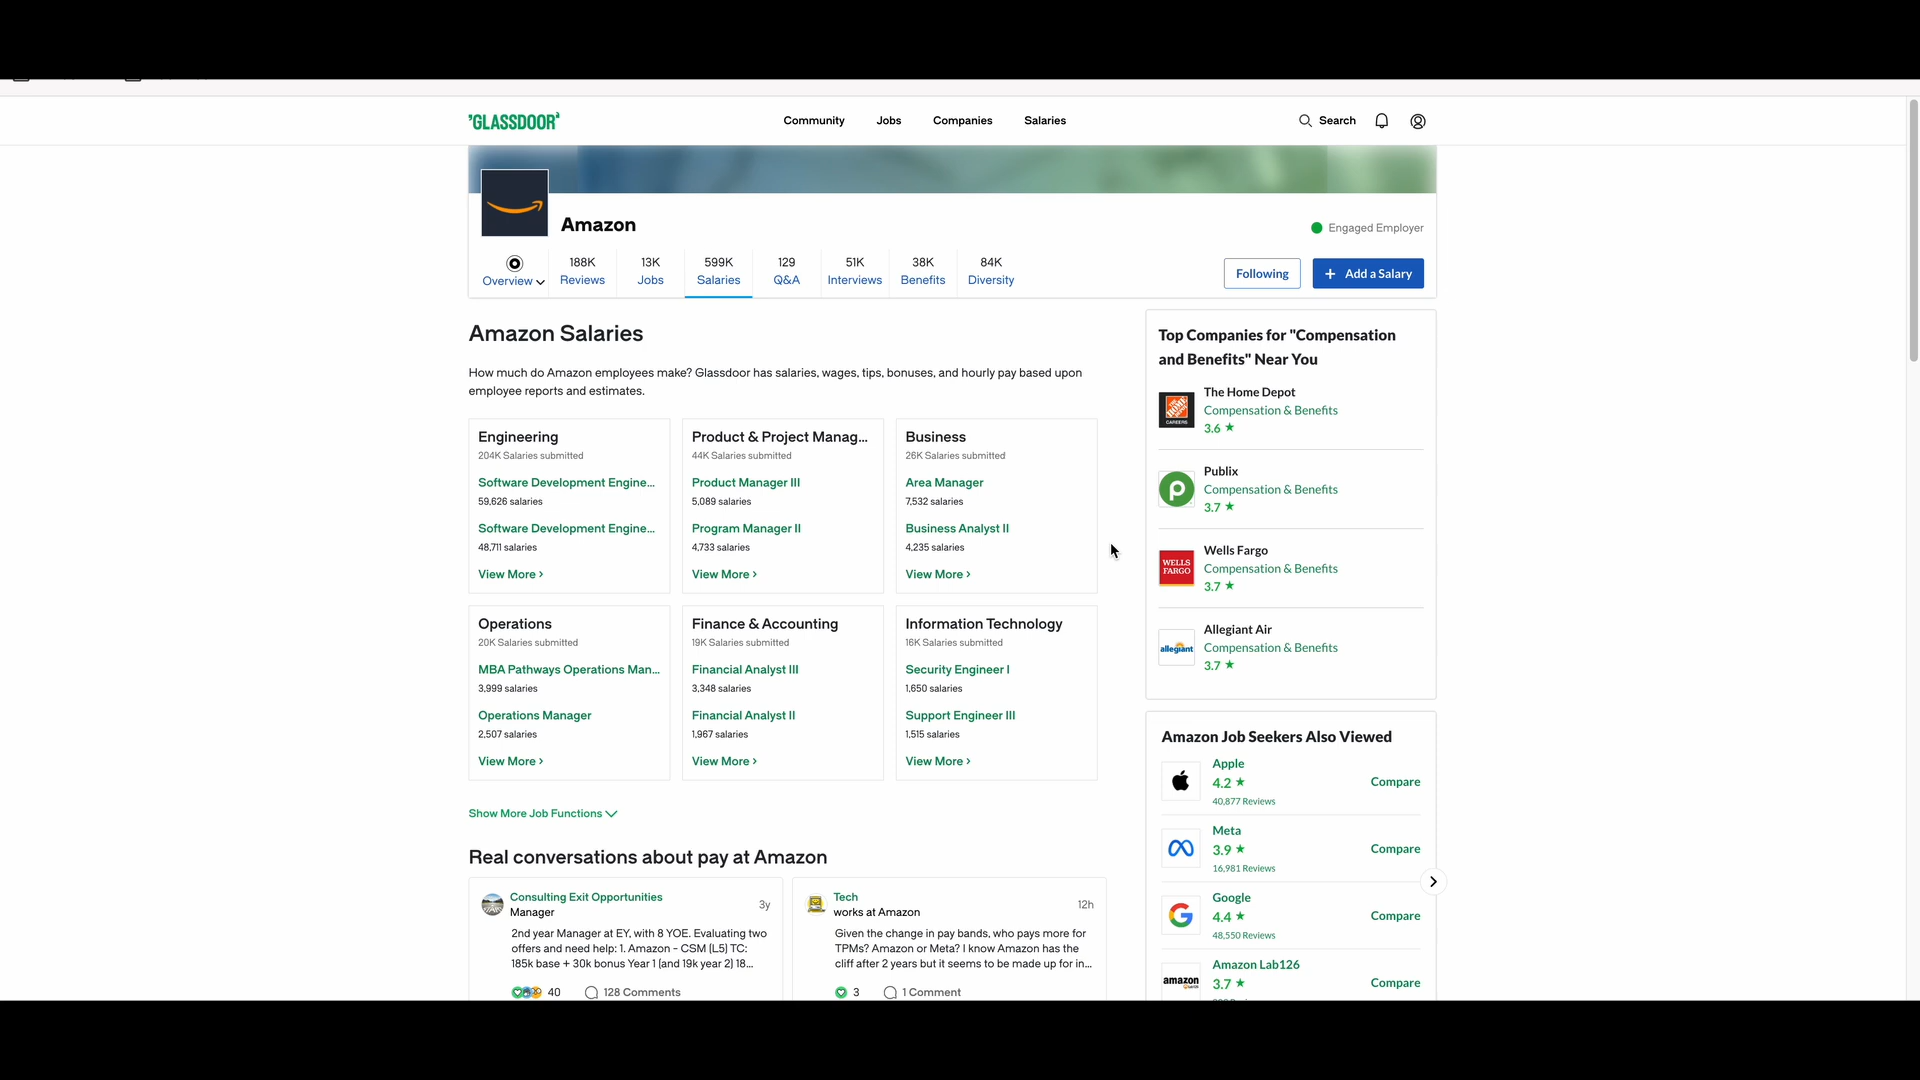 GLASSDOOR
Community
Jobs
Companies
Salaries
Search
Amazon
Engaged Employer
Overview
188K
Reviews
13K
Jobs
599K
Salaries
129
Q&A
51K
Interviews
38K
Benefits
84K
Diversity
Following
+ Add a Salary
Amazon Salaries
How much do Amazon employees make? Glassdoor has salaries, wages, tips, bonuses, and hourly pay based upon
employee reports and estimates.
Engineering
204K Salaries submitted
Software Development Engine...
59,626 salaries
Software Development Engine...
48,711 salaries
View More ›
Product & Project Manag...
44K Salaries submitted
Product Manager III
5,089 salaries
Program Manager II
4,733 salaries
View More ›
Business
26K Salaries submitted
Area Manager
7,532 salaries
Business Analyst II
4,235 salaries
View More ›
Operations
20K Salaries submitted
MBA Pathways Operations Man...
3,999 salaries
Operations Manager
2,507 salaries
View More ›
Finance & Accounting
19K Salaries submitted
Financial Analyst III
3,348 salaries
Financial Analyst II
1,967 salaries
View More ›
Information Technology
16K Salaries submitted
Security Engineer I
1,650 salaries
Support Engineer III
1,515 salaries
View More ›
Show More Job Functions
Real conversations about pay at Amazon
Consulting Exit Opportunities
Manager
3y
2nd year Manager at EY, with 8 YOE. Evaluating two
offers and need help: 1. Amazon - CSM (L5) TC:
185k base + 30k bonus Year 1 (and 19k year 2) 18...
40
128 Comments
Tech
works at Amazon
12h
Given the change in pay bands, who pays more for
TPMs? Amazon or Meta? I know Amazon has the
cliff after 2 years but it seems to be made up for in...
3
1 Comment
Top Companies for "Compensation
and Benefits" Near You
THE HOME DEPOT
CAREERS
The Home Depot
Compensation & Benefits
3.6 ★
P
Publix
Compensation & Benefits
3.7 ★
WELLS
FARGO
Wells Fargo
Compensation & Benefits
3.7 ★
allegiant
Allegiant Air
Compensation & Benefits
3.7 ★
Amazon Job Seekers Also Viewed
Apple
4.2 ★
40,877 Reviews
Compare
Meta
3.9 ★
16,981 Reviews
Compare
G
Google
4.4 ★
48,550 Reviews
Compare
amazon
Amazon Lab126
3.7 ★
Compare